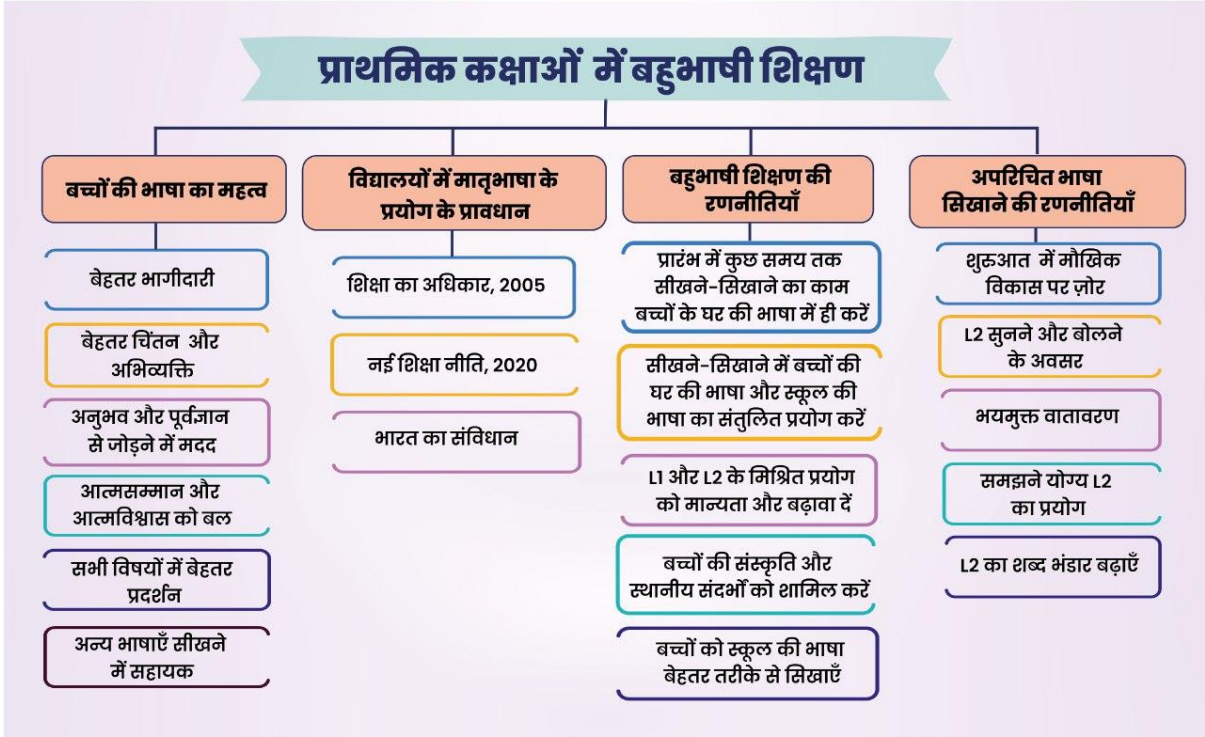 प्राथमिक कक्षाओं में बहुभाषी शिक्षण
बच्चों की भाषा का महत्व
बेहतर भागीदारी
बेहतर चिंतन और
अभिव्यक्ति
अनुभव और पूर्वज्ञान
से जोड़ने में मदद
आत्मसम्मान और
आत्मविश्वास को बल
सभी विषयों में बेहतर
प्रदर्शन
अन्य भाषाएँ सीखने
में सहायक
विद्यालयों में मातृभाषा के
प्रयोग के प्रावधान
शिक्षा का अधिकार, 2005
नई शिक्षा नीति, 2020
भारत का संविधान
बहुभाषी शिक्षण की
रणनीतियाँ
प्रारंभ में कुछ समय तक
सीखने-सिखाने का काम
बच्चों के घर की भाषा में ही करें
सीखने-सिखाने में बच्चों की
घर की भाषा और स्कूल की
भाषा का संतुलित प्रयोग करें
L1 और L2 के मिश्रित प्रयोग
को मान्यता और बढ़ावा दें
बच्चों की संस्कृति और
स्थानीय संदर्भों को शामिल करें
बच्चों को स्कूल की भाषा
बेहतर तरीके से सिखाएँ
अपरिचित भाषा
सिखाने की रणनीतियाँ
शुरुआत में मौखिक
विकास पर ज़ोर
L2 सुनने और बोलने
के अवसर
भयमुक्त वातावरण
समझने योग्य L2
का प्रयोग
L2 का शब्द भंडार बढ़ाएँ